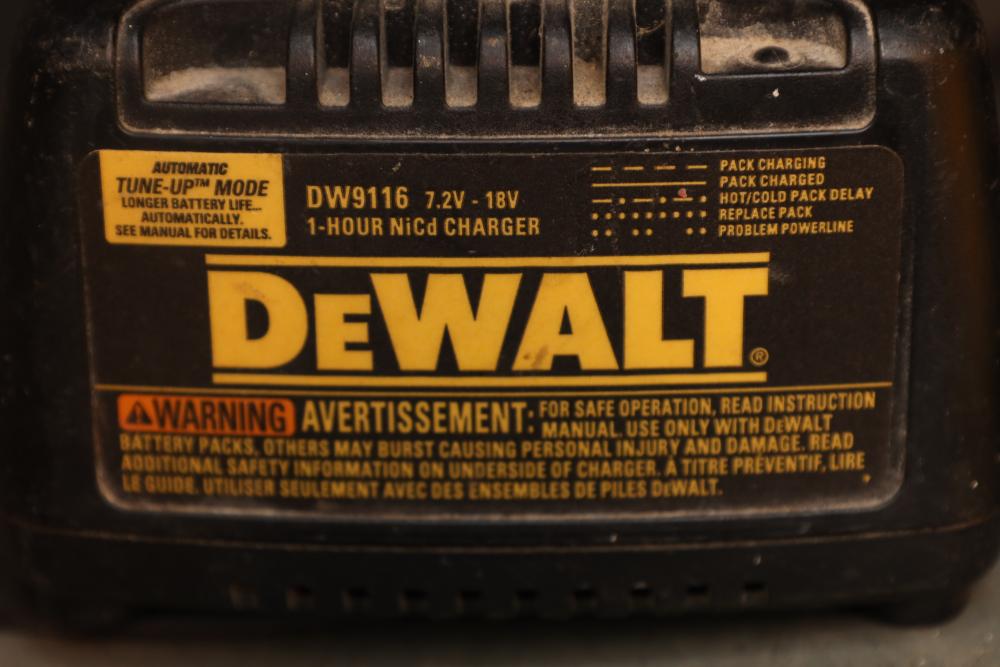 AUTOMATIC
TUNE-UP™ MODE
LONGER BATTERY LIFE...
AUTOMATICALLY.
SEE MANUAL FOR DETAILS.
DW9116 7.2V - 18V
1-HOUR NiCd CHARGER
PACK CHARGING
PACK CHARGED
HOT/COLD PACK DELAY
REPLACE PACK
PROBLEM POWERLINE
DEWALT®
WARNING AVERTISSEMENT: FOR SAFE OPERATION, READ INSTRUCTION
MANUAL. USE ONLY WITH DEWALT
BATTERY PACKS, OTHERS MAY BURST CAUSING PERSONAL INJURY AND DAMAGE. READ
ADDITIONAL SAFETY INFORMATION ON UNDERSIDE OF CHARGER. À TITRE PRÉVENTIF, LIRE
LE GUIDE. UTILISER SEULEMENT AVEC DES ENSEMBLES DE PILES DEWALT.